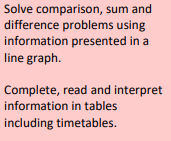 Solve comparison, sum and
difference problems using
information presented in a
line graph.
Complete, read and interpret
information in tables
including timetables.